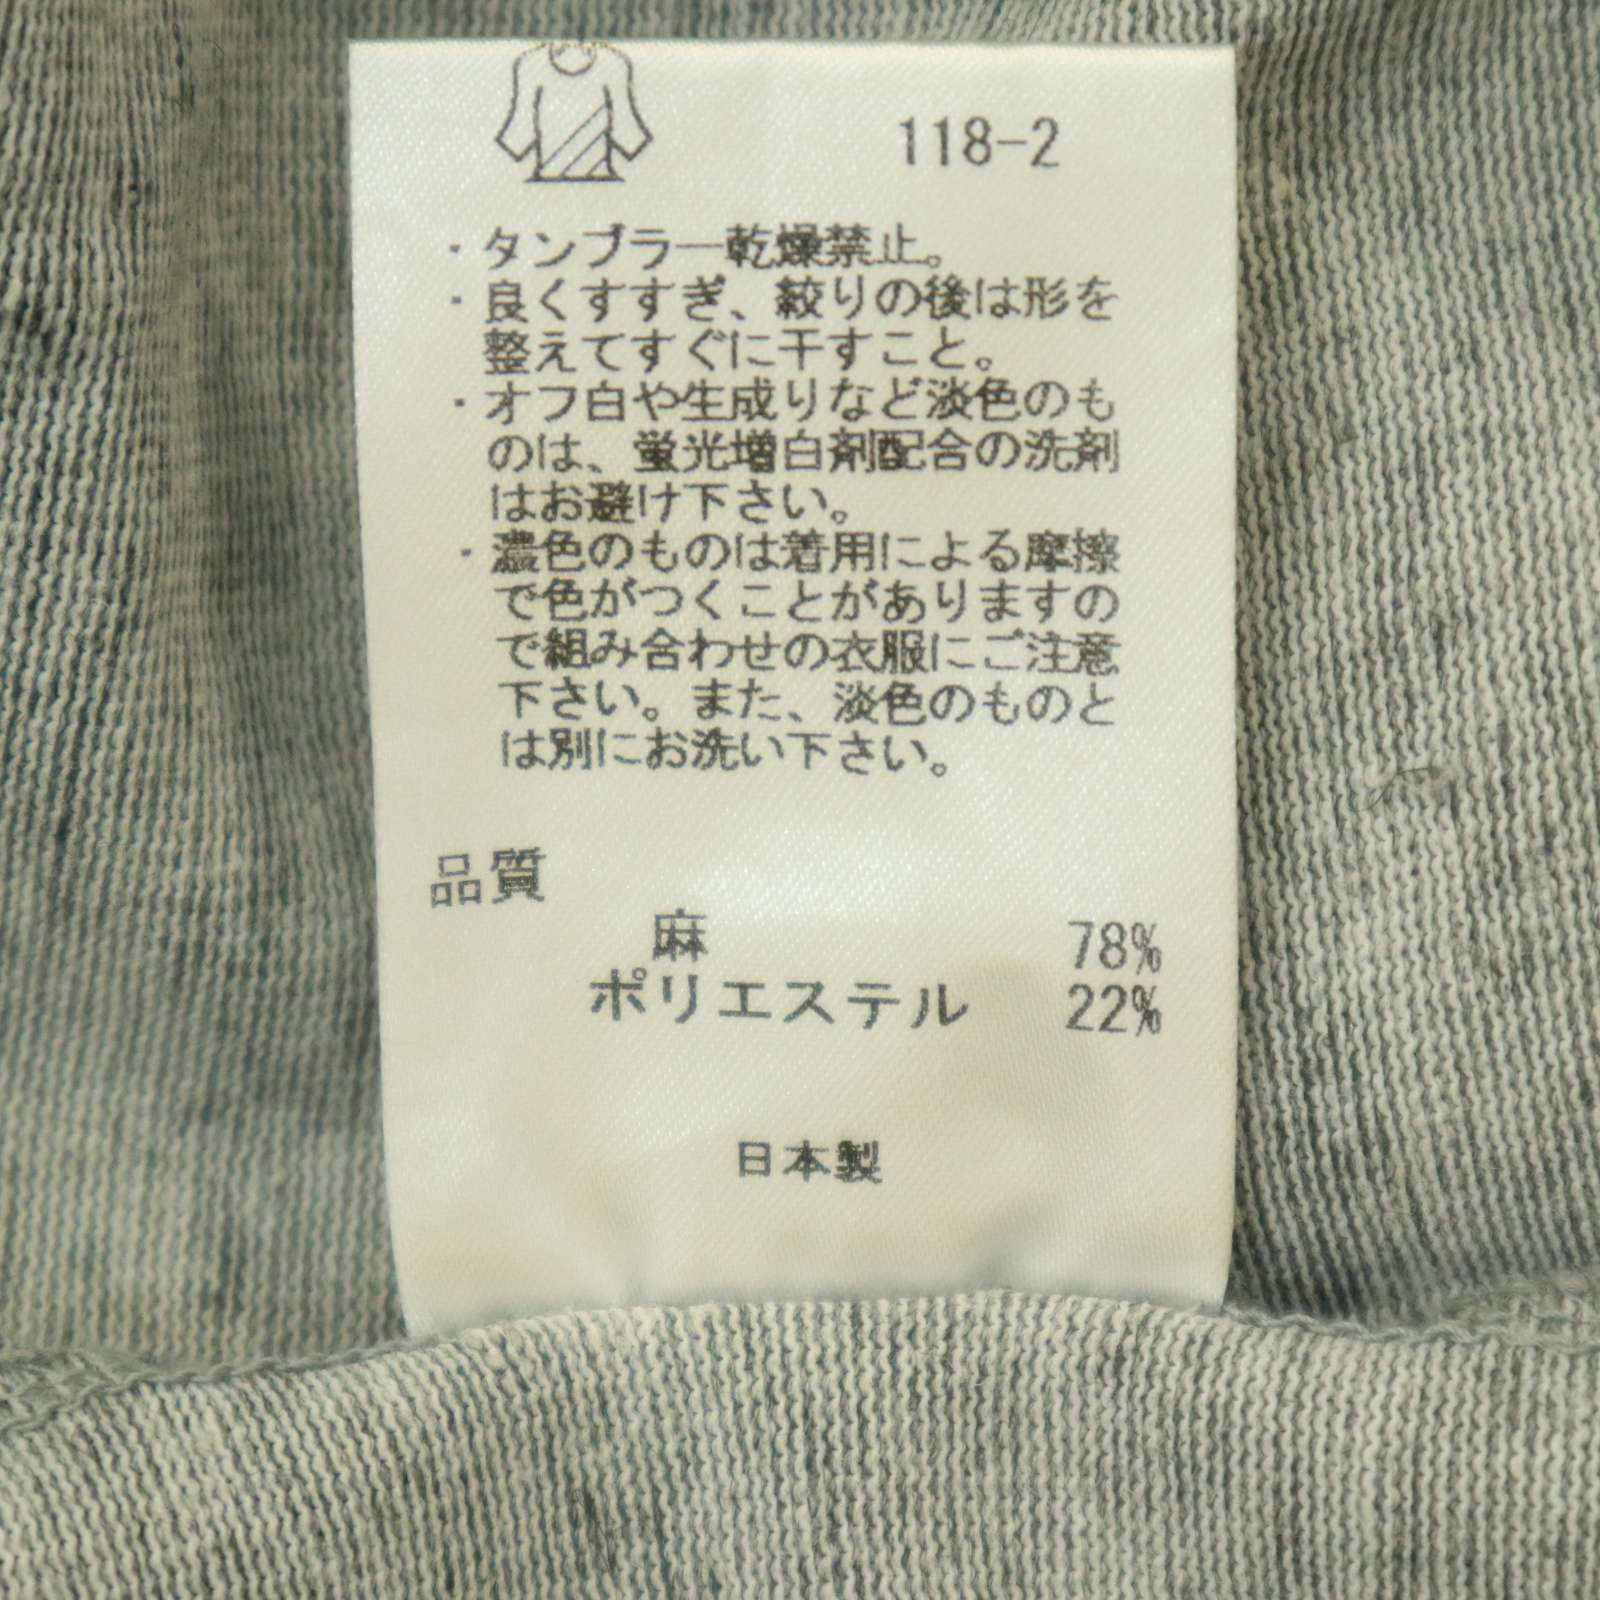 118-2
・タンブラー乾燥禁止。
・良くすすぎ、絞りの後は形を
整えてすぐに干すこと。
・オフ白や生成りなど淡色のも
のは、蛍光増白剤配合の洗剤
はお避け下さい。
・濃色のものは着用による摩擦
で色がつくことがありますの
で組み合わせの衣服にご注意
下さい。また、淡色のものと
は別にお洗い下さい。
品質
麻 78%
ポリエステル 22%
日本製